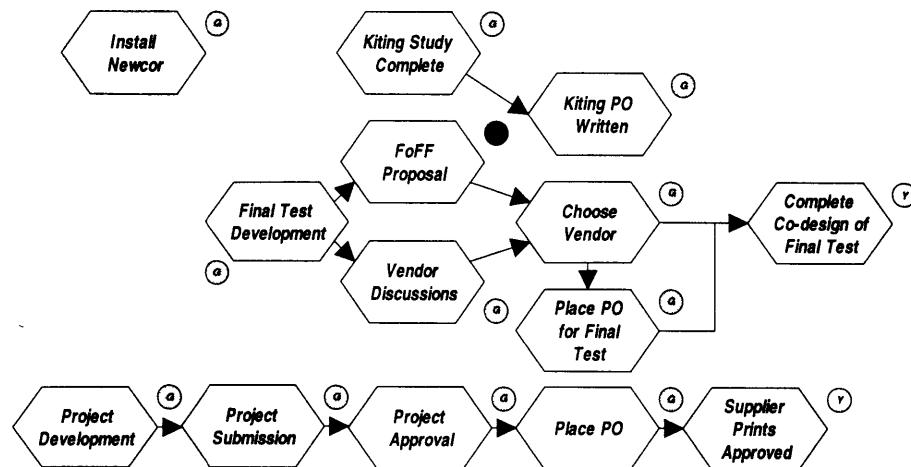 G
Install
Newcor
G
Kiting Study
Complete
G
Kiting PO
Written
FoFF
Proposal
G
Final Test
Development
G
Choose
Vendor
Y
Complete
Co-design of
Final Test
Vendor
Discussions
G
G
Place PO
for Final
Test
G
Project
Development
G
Project
Submission
G
Project
Approval
G
Place PO
Y
Supplier
Prints
Approved